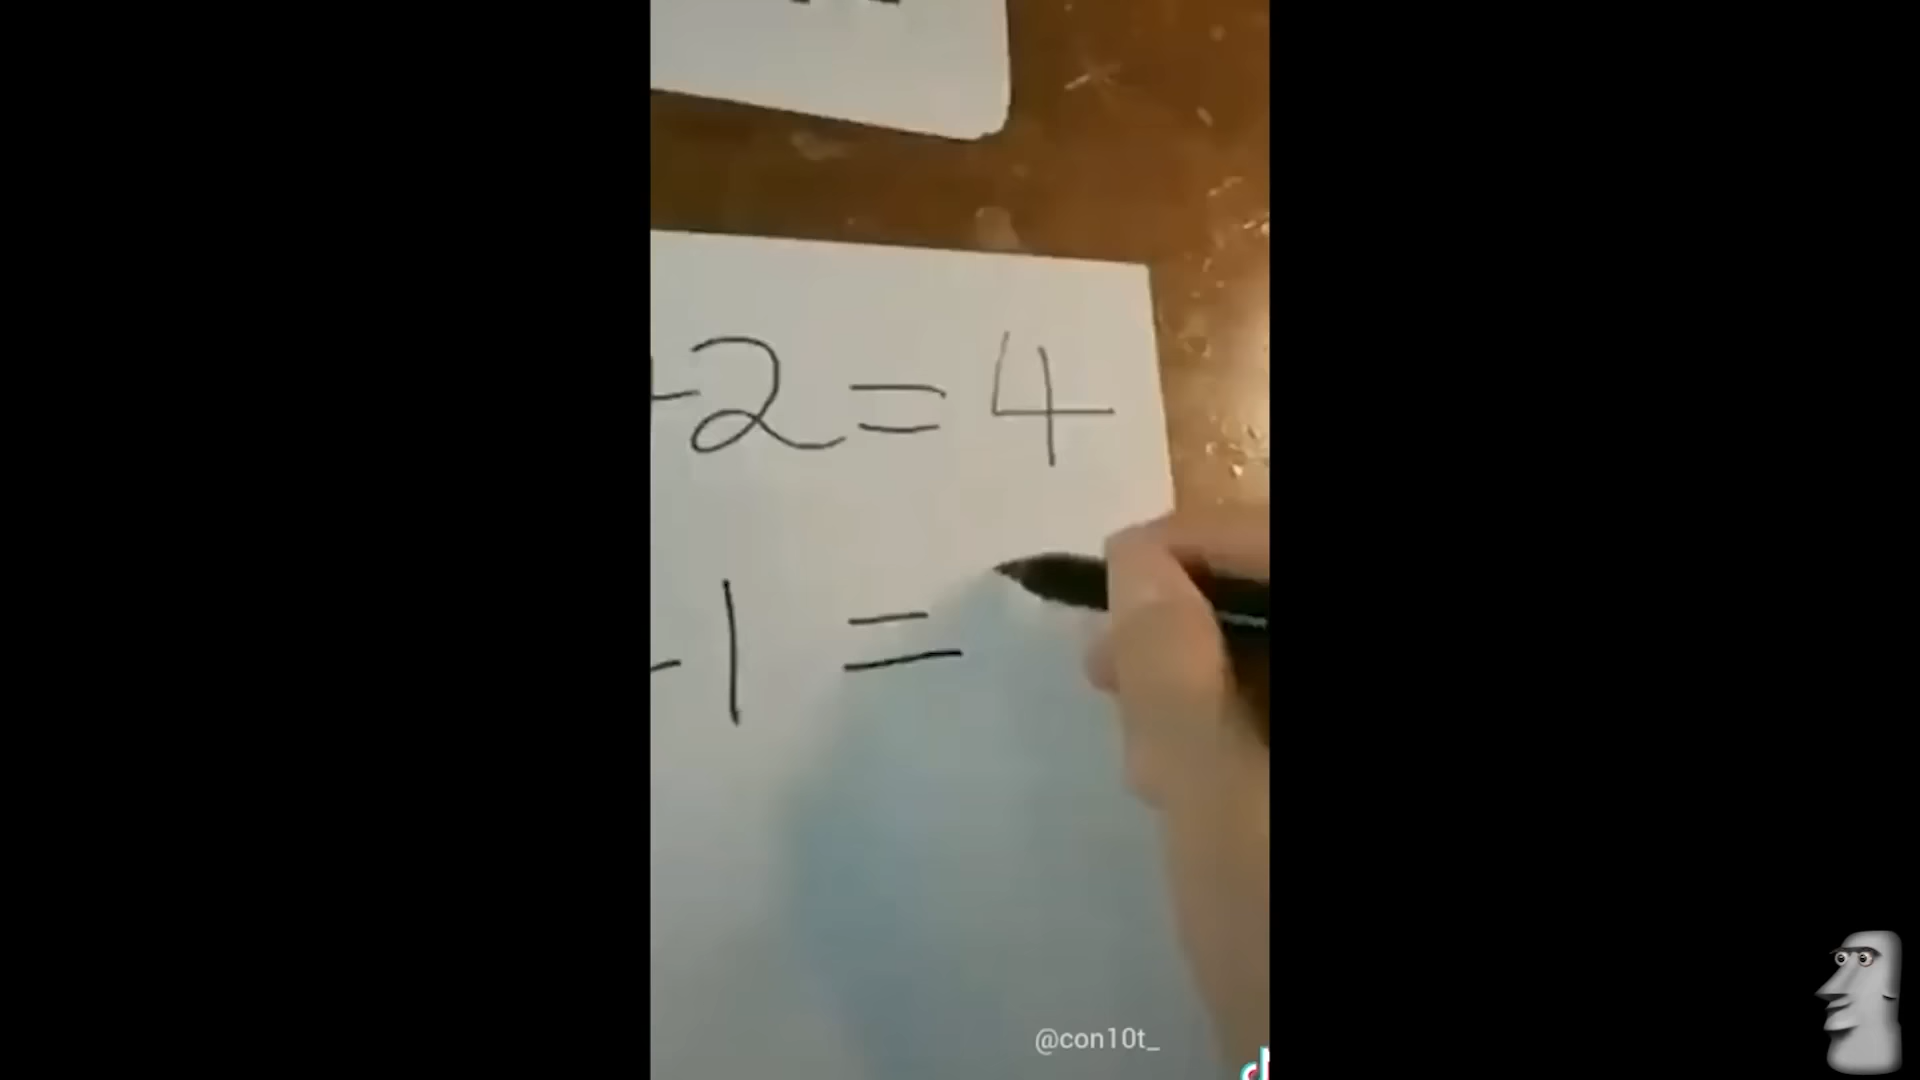 -2=4
-1 =
@con10t_